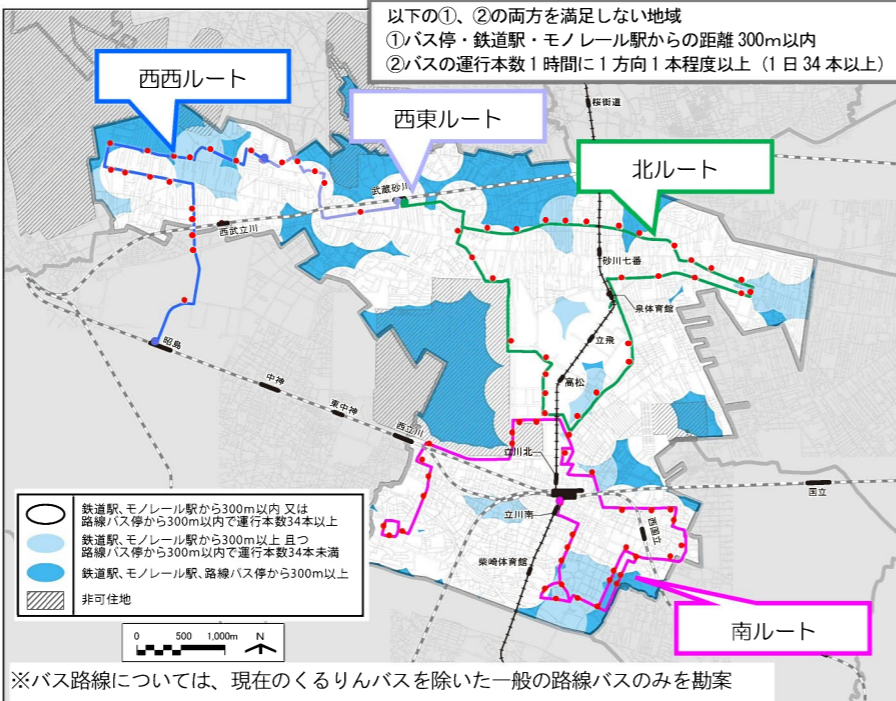 以下の①、②の両方を満足しない地域
①バス停・鉄道駅・モノレール駅からの距離 300m以内
②バスの運行本数1時間に1方向1本程度以上（1日 34本以上）
西西ルート
西東ルート
北ルート
桜街道
武蔵砂川
西武立川
砂川七番
泉体育館
昭島
立飛
中神
高松
東中神
西立川
立川北
国立
立川南
西国立
柴崎体育館
南ルート
鉄道駅、モノレール駅から300m以内 又は
路線バス停から300m以内で運行本数34本以上
鉄道駅、モノレール駅から300m以上 且つ
路線バス停から300m以内で運行本数34本未満
鉄道駅、モノレール駅、路線バス停から300m以上
非可住地
0 500 1,000m N
※バス路線については、現在のくるりんバスを除いた一般の路線バスのみを勘案